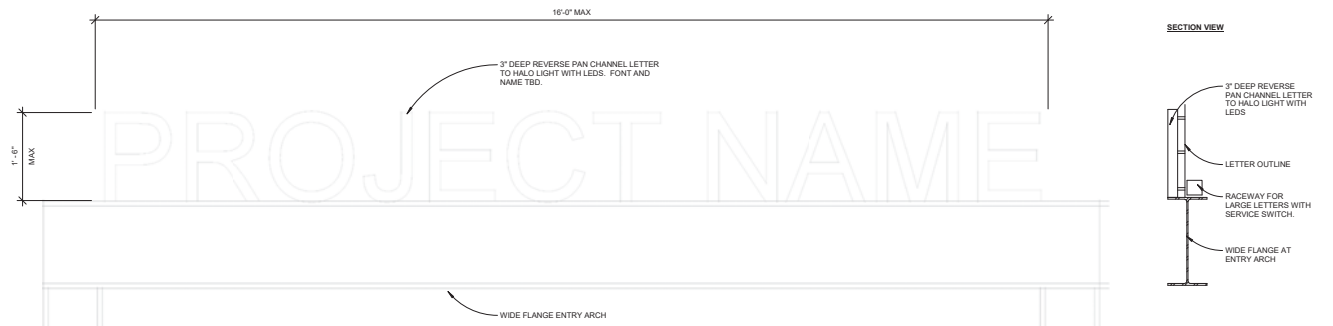 16'-0" MAX
SECTION VIEW
3" DEEP REVERSE PAN CHANNEL LETTER
TO HALO LIGHT WITH LEDS. FONT AND
NAME TBD.
1'-6"
MAX
PROJECT NAME
WIDE FLANGE ENTRY ARCH
3" DEEP REVERSE
PAN CHANNEL LETTER
TO HALO LIGHT WITH
LEDS
LETTER OUTLINE
RACEWAY FOR
LARGE LETTERS WITH
SERVICE SWITCH.
WIDE FLANGE AT
ENTRY ARCH